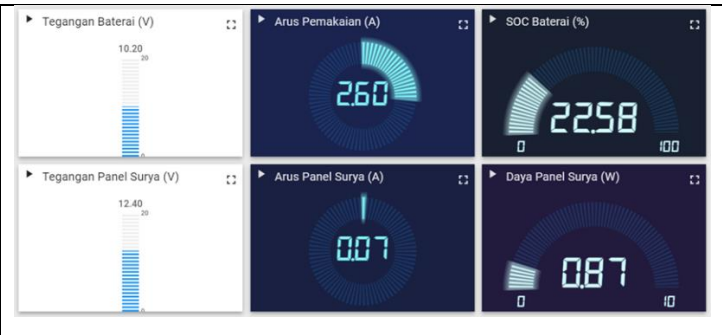 Tegangan Baterai (V)
10.20
20
0
Arus Pemakaian (A)
2.60
SOC Baterai (%)
22.58
0
100
Tegangan Panel Surya (V)
12.40
20
0
Arus Panel Surya (A)
0.07
Daya Panel Surya (W)
0.87
0
10